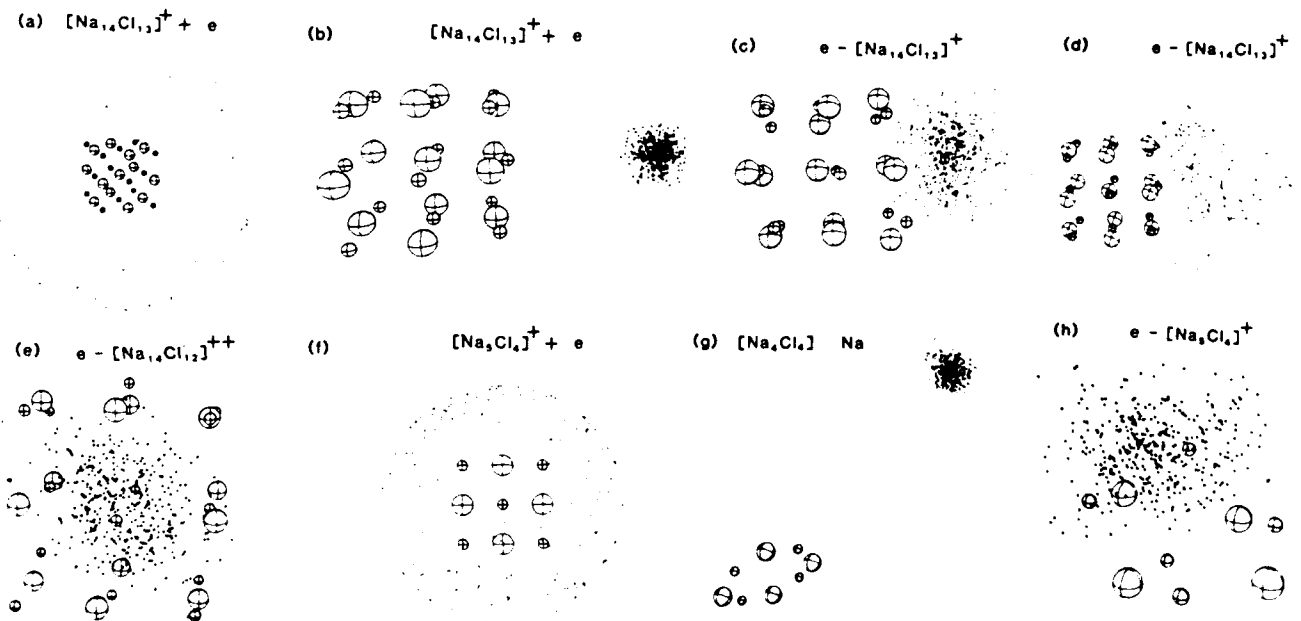 (a) [Na₁₄Cl₁₃]⁺ + e
(b) [Na₁₄Cl₁₃]⁺ + e
(c) e – [Na₁₄Cl₁₃]⁺
(d) e – [Na₁₄Cl₁₃]⁺
(e) e – [Na₁₄Cl₁₂]⁺⁺
(f) [Na₅Cl₄]⁺ + e
(g) [Na₄Cl₄] Na
(h) e – [Na₅Cl₄]⁺